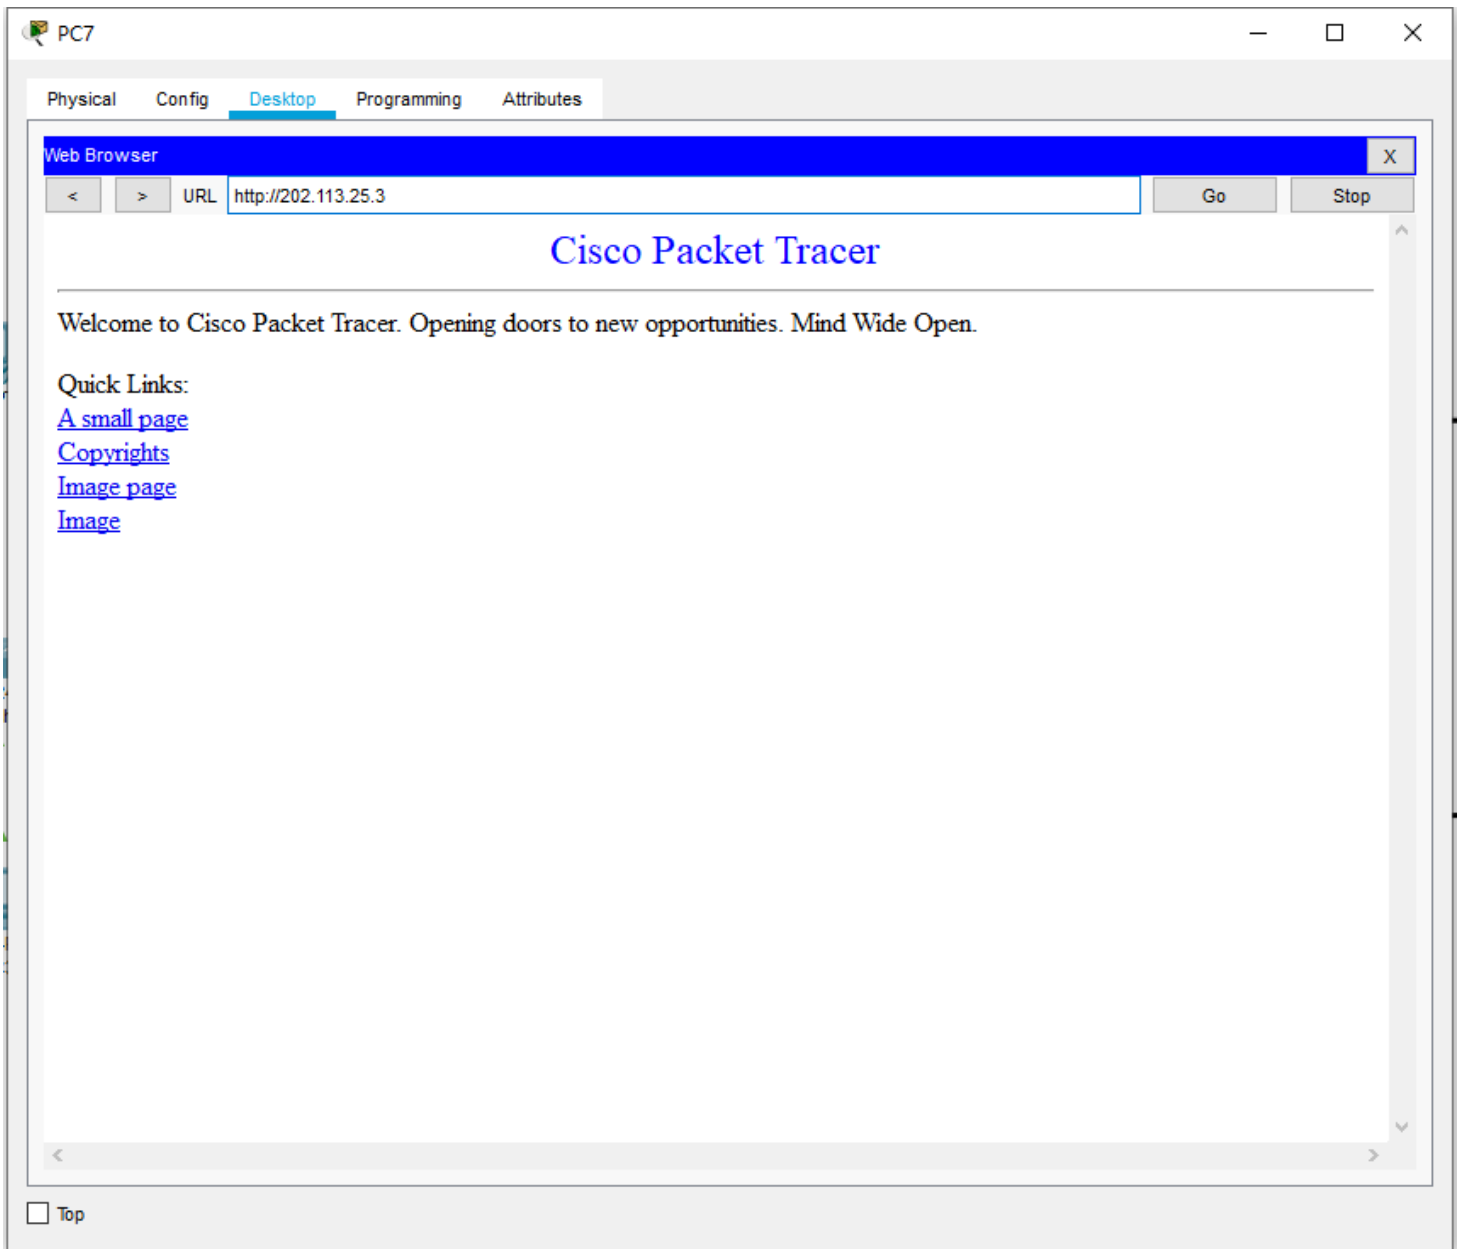 PC7
Physical Config Desktop Programming Attributes
Web Browser X
< > URL http://202.113.25.3 Go Stop
Cisco Packet Tracer
Welcome to Cisco Packet Tracer. Opening doors to new opportunities. Mind Wide Open.
Quick Links:
A small page
Copyrights
Image page
Image
Top